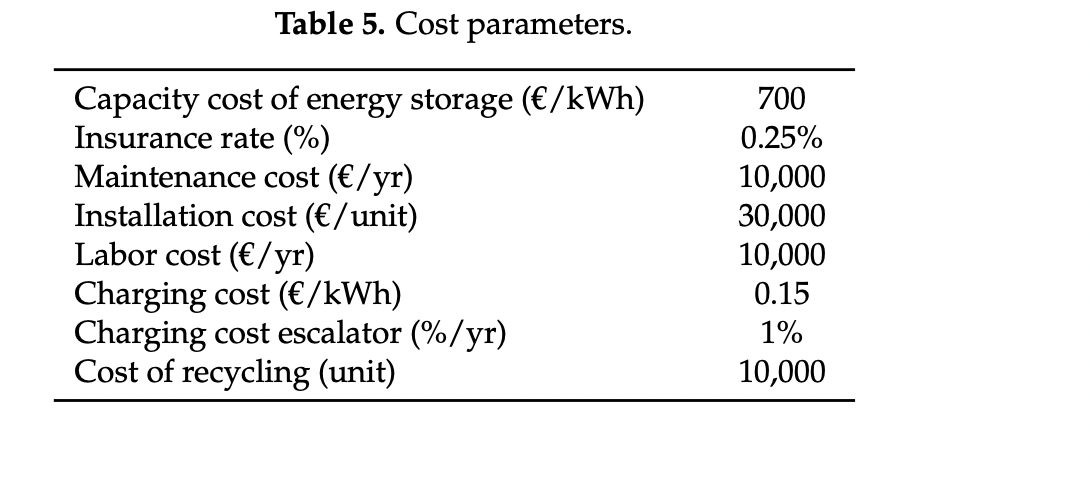 Table 5. Cost parameters.
Capacity cost of energy storage (€/kWh) 700
Insurance rate (%) 0.25%
Maintenance cost (€/yr) 10,000
Installation cost (€/unit) 30,000
Labor cost (€/yr) 10,000
Charging cost (€/kWh) 0.15
Charging cost escalator (%/yr) 1%
Cost of recycling (unit) 10,000